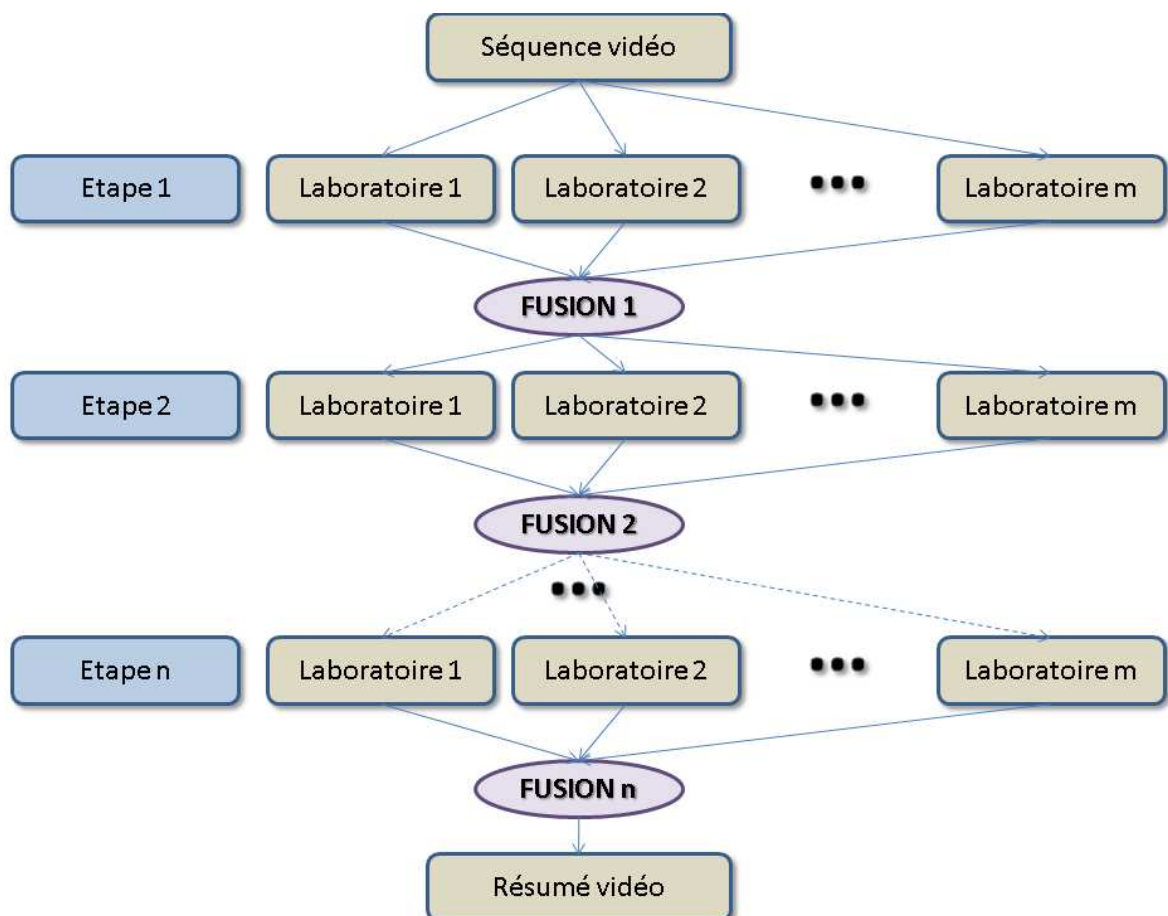 Séquence vidéo
Etape 1
Laboratoire 1
Laboratoire 2
Laboratoire m
FUSION 1
Etape 2
Laboratoire 1
Laboratoire 2
Laboratoire m
FUSION 2
Etape n
Laboratoire 1
Laboratoire 2
Laboratoire m
FUSION n
Résumé vidéo